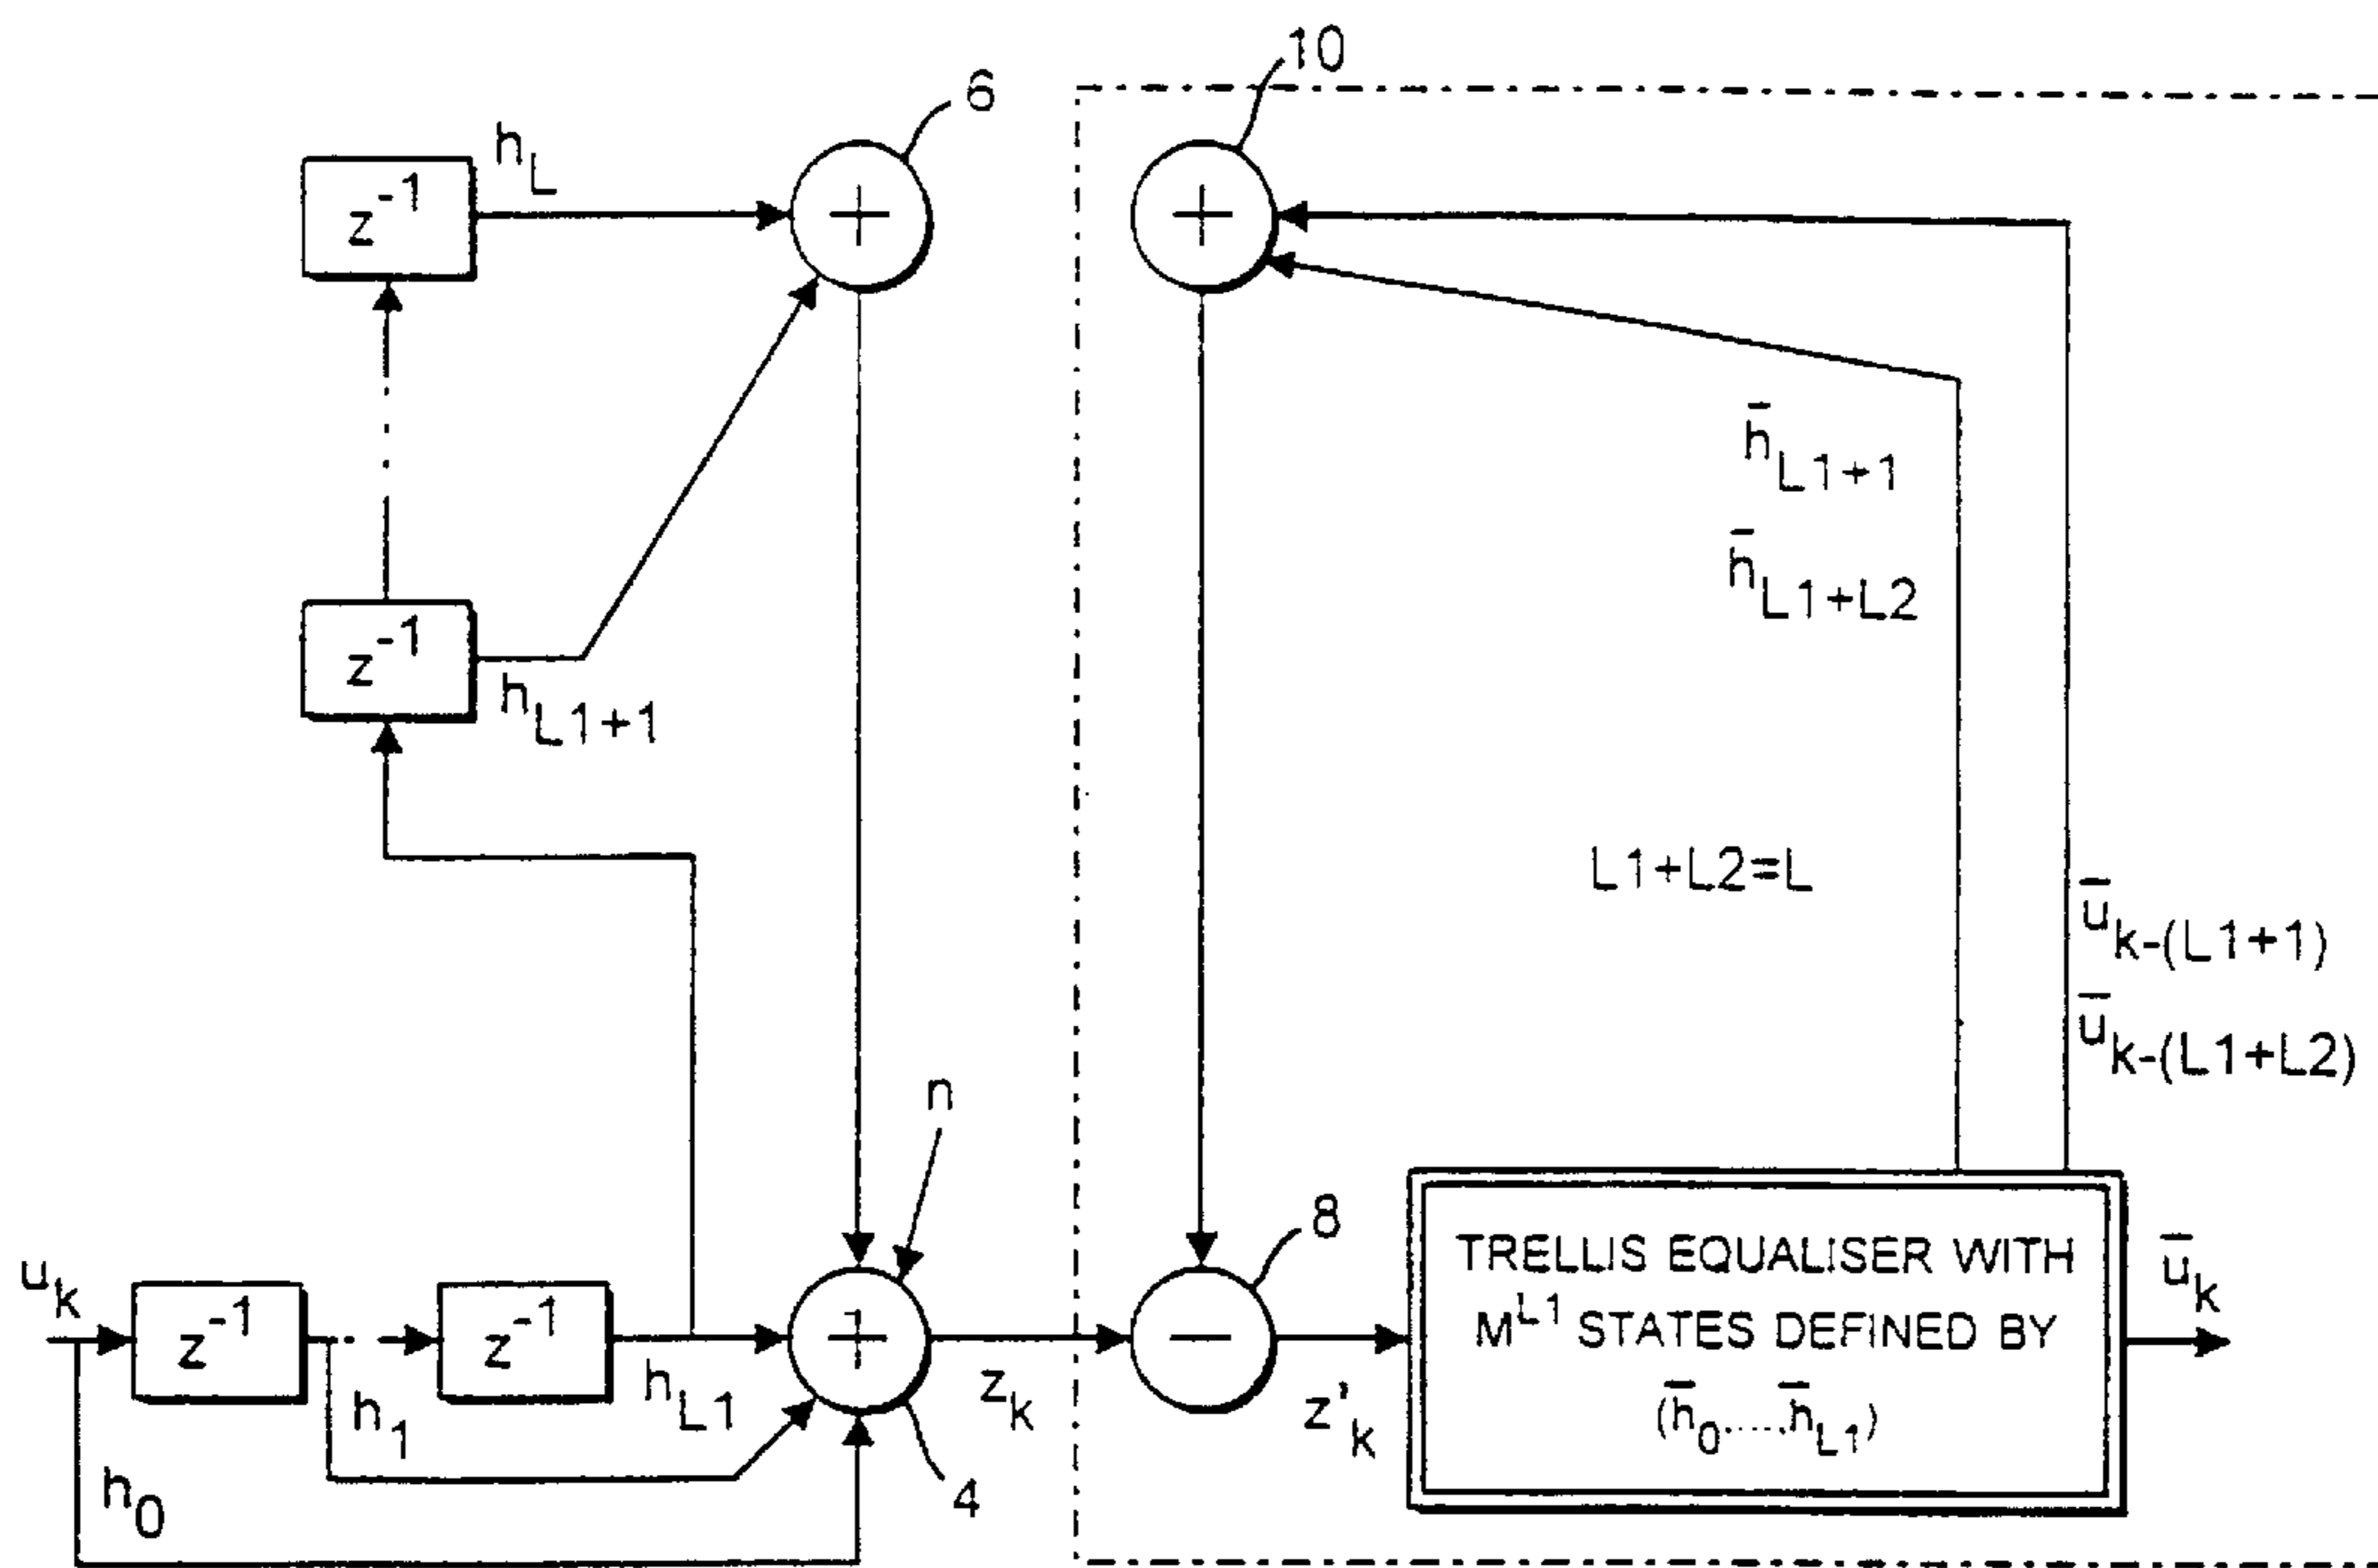 10
6
h_L
z^-1
z^-1
h_L1+1
h̄_L1+1
h̄_L1+L2
L1+L2=L
ū_k-(L1+1)
ū_k-(L1+L2)
n
8
u_k
z^-1
z^-1
h_1
h_L1
h_0
4
z_k
z'_k
TRELLIS EQUALISER WITH
M^L1 STATES DEFINED BY
(h̄_0.....h̄_L1)
ū_k